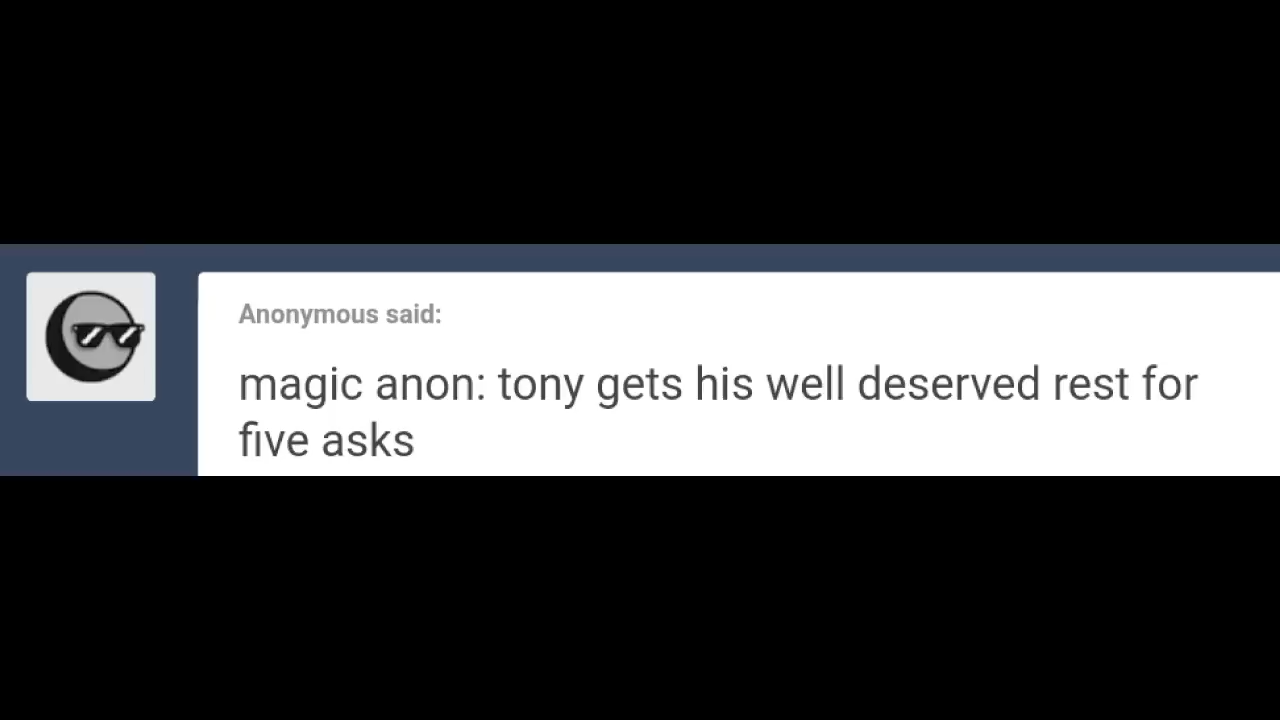 Anonymous said:
magic anon: tony gets his well deserved rest for
five asks